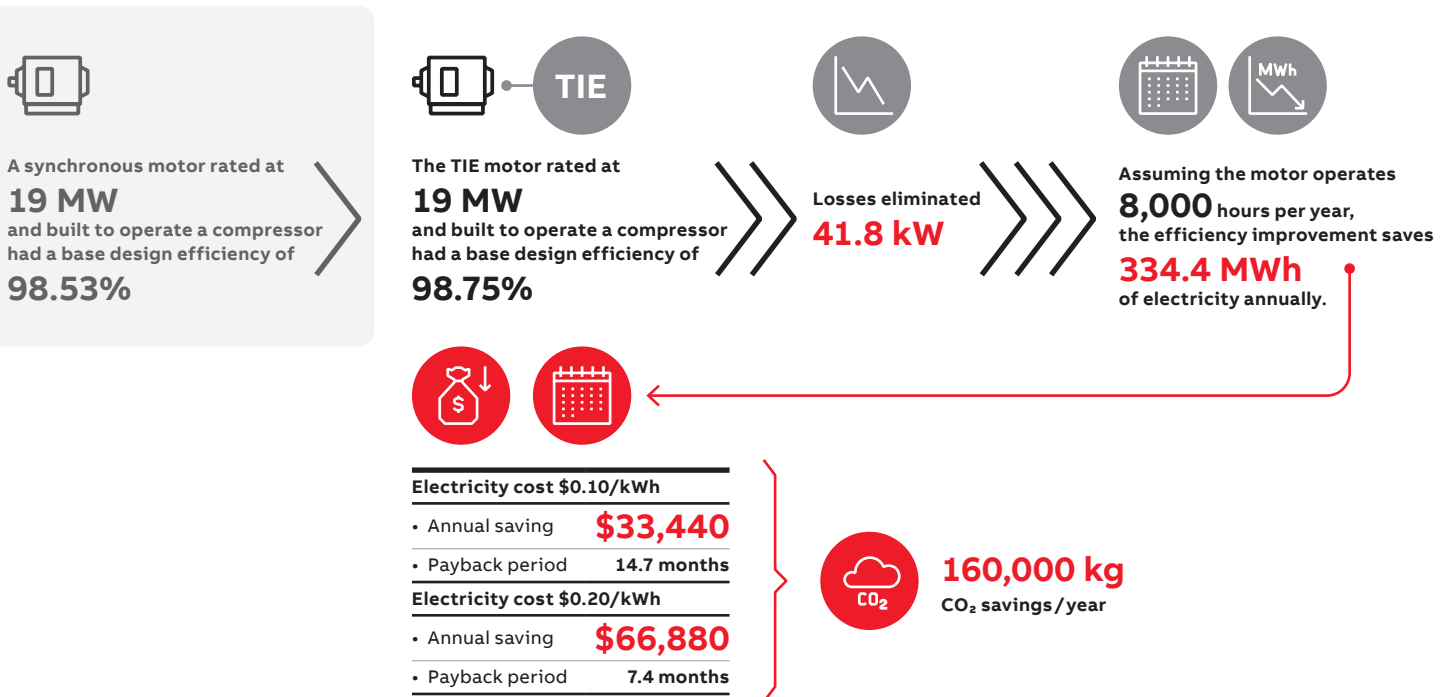 A synchronous motor rated at
19 MW
and built to operate a compressor
had a base design efficiency of
98.53%
TIE
The TIE motor rated at
19 MW
and built to operate a compressor
had a base design efficiency of
98.75%
Losses eliminated
41.8 kW
MWh
Assuming the motor operates
8,000 hours per year,
the efficiency improvement saves
334.4 MWh
of electricity annually.
$
Electricity cost $0.10/kWh
• Annual saving $33,440
• Payback period 14.7 months
Electricity cost $0.20/kWh
• Annual saving $66,880
• Payback period 7.4 months
CO₂
160,000 kg
CO₂ savings/year